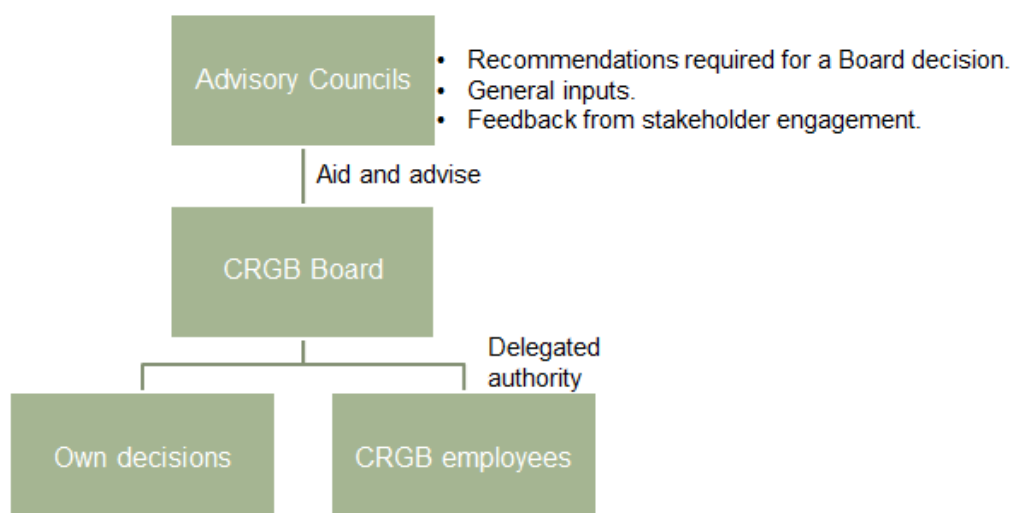 Advisory Councils
• Recommendations required for a Board decision.
• General inputs.
• Feedback from stakeholder engagement.
Aid and advise
CRGB Board
Delegated
authority
Own decisions
CRGB employees